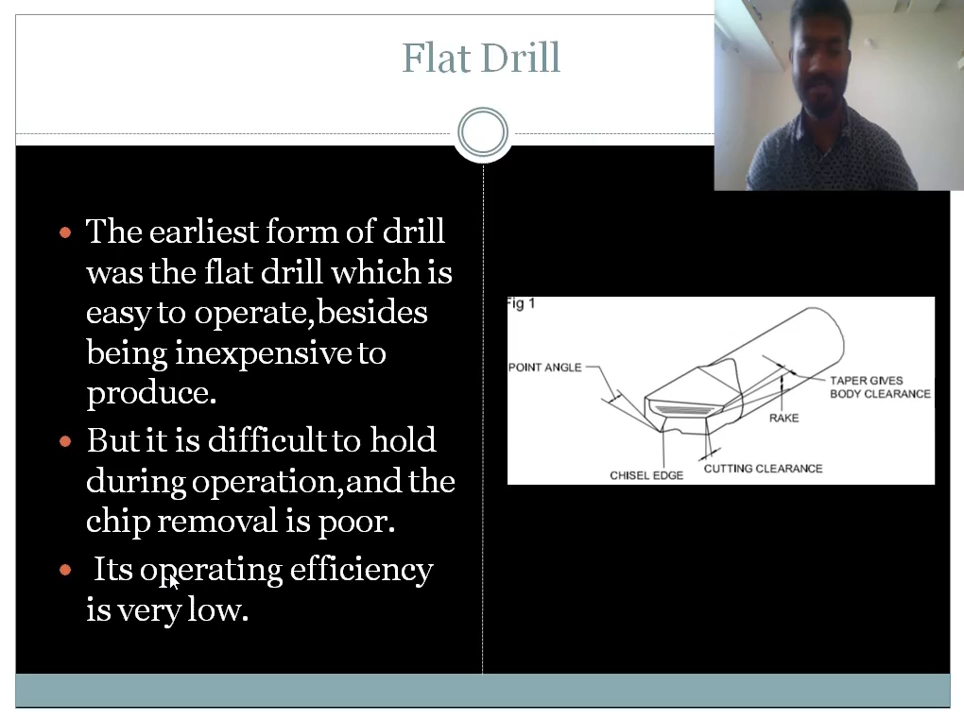 Flat Drill
• The earliest form of drill
was the flat drill which is
easy to operate,besides
being inexpensive to
produce.
• But it is difficult to hold
during operation,and the
chip removal is poor.
• Its operating efficiency
is very low.
Fig 1
POINT ANGLE
TAPER GIVES
BODY CLEARANCE
RAKE
CUTTING CLEARANCE
CHISEL EDGE